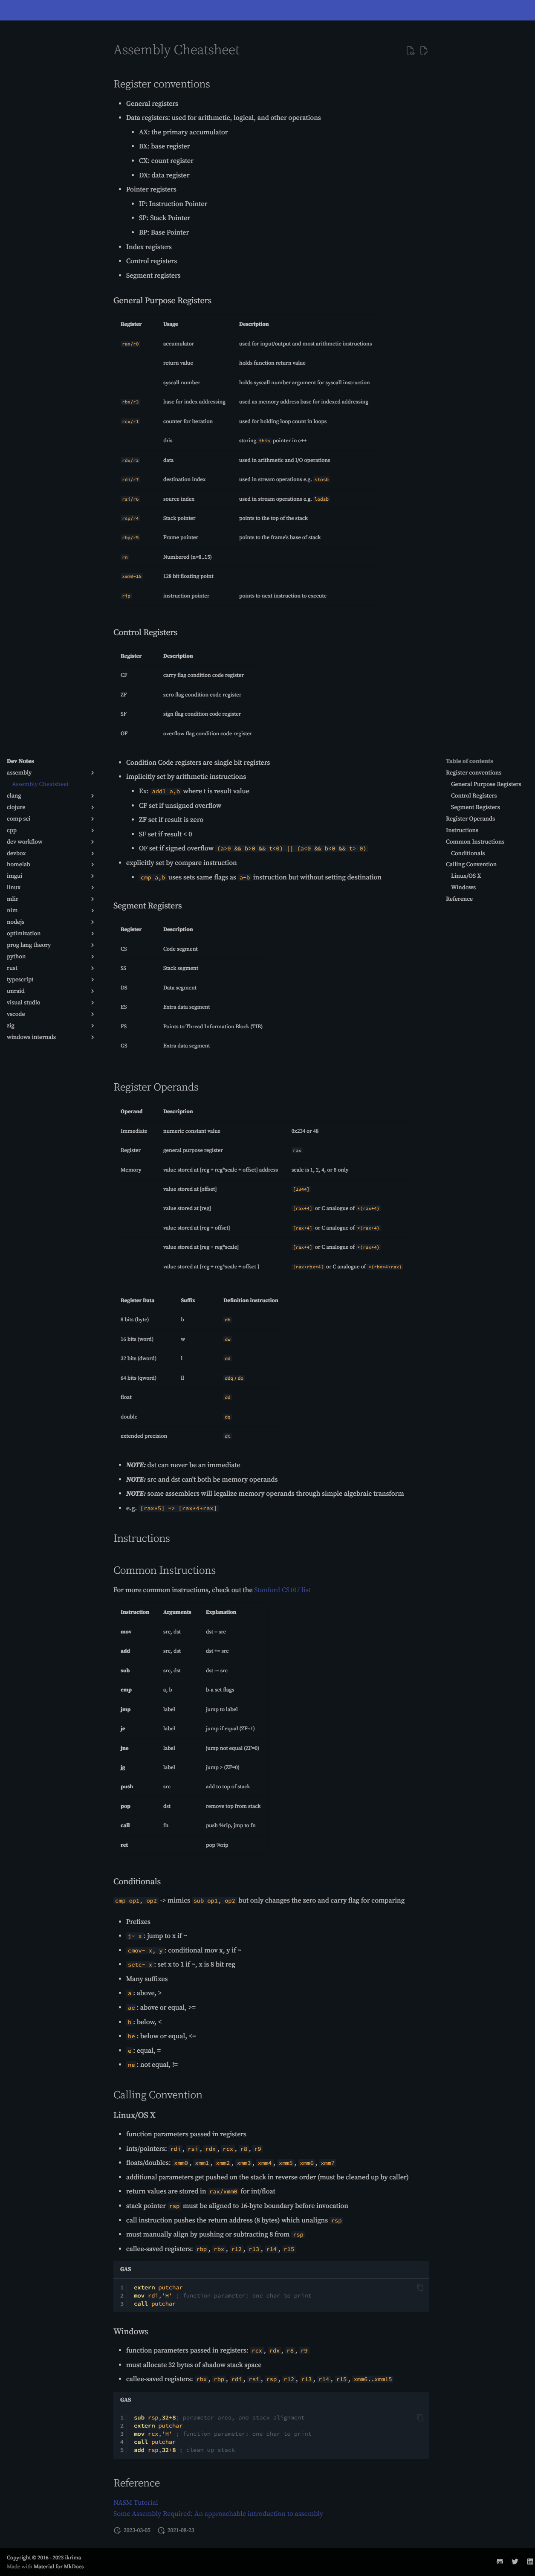 Assembly Cheatsheet
Register conventions
General registers
Data registers: used for arithmetic, logical, and other operations
AX: the primary accumulator
BX: base register
CX: count register
DX: data register
Pointer registers
IP: Instruction Pointer
SP: Stack Pointer
BP: Base Pointer
Index registers
Control registers
Segment registers
General Purpose Registers
Register Usage Description
rax/r0 accumulator used for input/output and most arithmetic instructions
return value holds function return value
syscall number holds syscall number argument for syscall instruction
rbx/r3 base for index addressing used as memory address base for indexed addressing
rcx/r1 counter for iteration used for holding loop count in loops
this storing this pointer in c++
rdx/r2 data used in arithmetic and I/O operations
rdi/r7 destination index used in stream operations e.g. stosb
rsi/r6 source index used in stream operations e.g. lodsb
rsp/r4 Stack pointer points to the top of the stack
rbp/r5 Frame pointer points to the frame's base of stack
rn Numbered (n=8..15)
xmm0-15 128 bit floating point
rip instruction pointer points to next instruction to execute
Control Registers
Register Description
CF carry flag condition code register
ZF zero flag condition code register
SF sign flag condition code register
OF overflow flag condition code register
Condition Code registers are single bit registers
implicitly set by arithmetic instructions
Ex: addl a,b where t is result value
CF set if unsigned overflow
ZF set if result is zero
SF set if result < 0
OF set if signed overflow (a>0 && b>0 && t<0) || (a<0 && b<0 && t>=0)
explicitly set by compare instruction
cmp a,b uses sets same flags as a-b instruction but without setting destination
Dev Notes
assembly
Assembly Cheatsheet
clang
clojure
comp sci
cpp
dev workflow
devbox
homelab
imgui
linux
mlir
nim
nodejs
optimization
prog lang theory
python
rust
typescript
unraid
visual studio
vscode
zig
windows internals
Table of contents
Register conventions
General Purpose Registers
Control Registers
Segment Registers
Register Operands
Instructions
Common Instructions
Conditionals
Calling Convention
Linux/OS X
Windows
Reference
Segment Registers
Register Description
CS Code segment
SS Stack segment
DS Data segment
ES Extra data segment
FS Points to Thread Information Block (TIB)
GS Extra data segment
Register Operands
Operand Description
Immediate numeric constant value 0x234 or 48
Register general purpose register rax
Memory value stored at [reg + reg*scale + offset] address scale is 1, 2, 4, or 8 only
value stored at [offset] [2344]
value stored at [reg] [rax+4] or C analogue of *(rax+4)
value stored at [reg + offset] [rax+4] or C analogue of *(rax+4)
value stored at [reg + reg*scale] [rax+4] or C analogue of *(rax+4)
value stored at [reg + reg*scale + offset ] [rax+rbx+4] or C analogue of *(rbx+4+rax)
Register Data Suffix Definition instruction
8 bits (byte) b db
16 bits (word) w dw
32 bits (dword) l dd
64 bits (qword) ll ddq / do
float dd
double dq
extended precision dt
NOTE: dst can never be an immediate
NOTE: src and dst can't both be memory operands
NOTE: some assemblers will legalize memory operands through simple algebraic transform
e.g. [rax*5] => [rax*4+rax]
Instructions
Common Instructions
For more common instructions, check out the Stanford CS107 list
Instruction Arguments Explanation
mov src, dst dst = src
add src, dst dst += src
sub src, dst dst -= src
cmp a, b b-a set flags
jmp label jump to label
je label jump if equal (ZF=1)
jne label jump not equal (ZF=0)
jg label jump > (ZF=0)
push src add to top of stack
pop dst remove top from stack
call fn push %rip, jmp to fn
ret pop %rip
Conditionals
cmp op1, op2 -> mimics sub op1, op2 but only changes the zero and carry flag for comparing
Prefixes
j~ x : jump to x if ~
cmov~ x, y : conditional mov x, y if ~
setc~ x : set x to 1 if ~, x is 8 bit reg
Many suffixes
a : above, >
ae : above or equal, >=
b : below, <
be : below or equal, <=
e : equal, =
ne : not equal, !=
Calling Convention
Linux/OS X
function parameters passed in registers
ints/pointers: rdi , rsi , rdx , rcx , r8 , r9
floats/doubles: xmm0 , xmm1 , xmm2 , xmm3 , xmm4 , xmm5 , xmm6 , xmm7
additional parameters get pushed on the stack in reverse order (must be cleaned up by caller)
return values are stored in rax/xmm0 for int/float
stack pointer rsp must be aligned to 16-byte boundary before invocation
call instruction pushes the return address (8 bytes) which unaligns rsp
must manually align by pushing or subtracting 8 from rsp
callee-saved registers: rbp , rbx , r12 , r13 , r14 , r15
GAS
1 extern putchar
2 mov rdi,'H' ; function parameter: one char to print
3 call putchar
Windows
function parameters passed in registers: rcx , rdx , r8 , r9
must allocate 32 bytes of shadow stack space
callee-saved registers: rbx , rbp , rdi , rsi , rsp , r12 , r13 , r14 , r15 , xmm6..xmm15
GAS
1 sub rsp,32+8; parameter area, and stack alignment
2 extern putchar
3 mov rcx,'H' ; function parameter: one char to print
4 call putchar
5 add rsp,32+8 ; clean up stack
Reference
NASM Tutorial
Some Assembly Required: An approachable introduction to assembly
2023-03-05 2021-08-23
Copyright © 2016 - 2023 ikrima
Made with Material for MkDocs